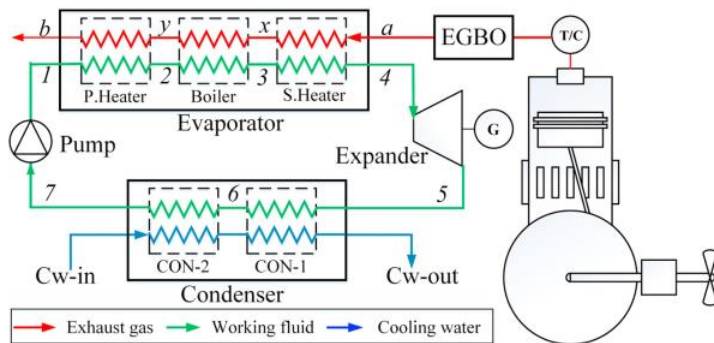 b y x a EGBO T/C
1 2 3 4
P.Heater Boiler S.Heater
Evaporator
Pump Expander G
7 6 5
Cw-in CON-2 CON-1 Cw-out
Condenser
Exhaust gas Working fluid Cooling water